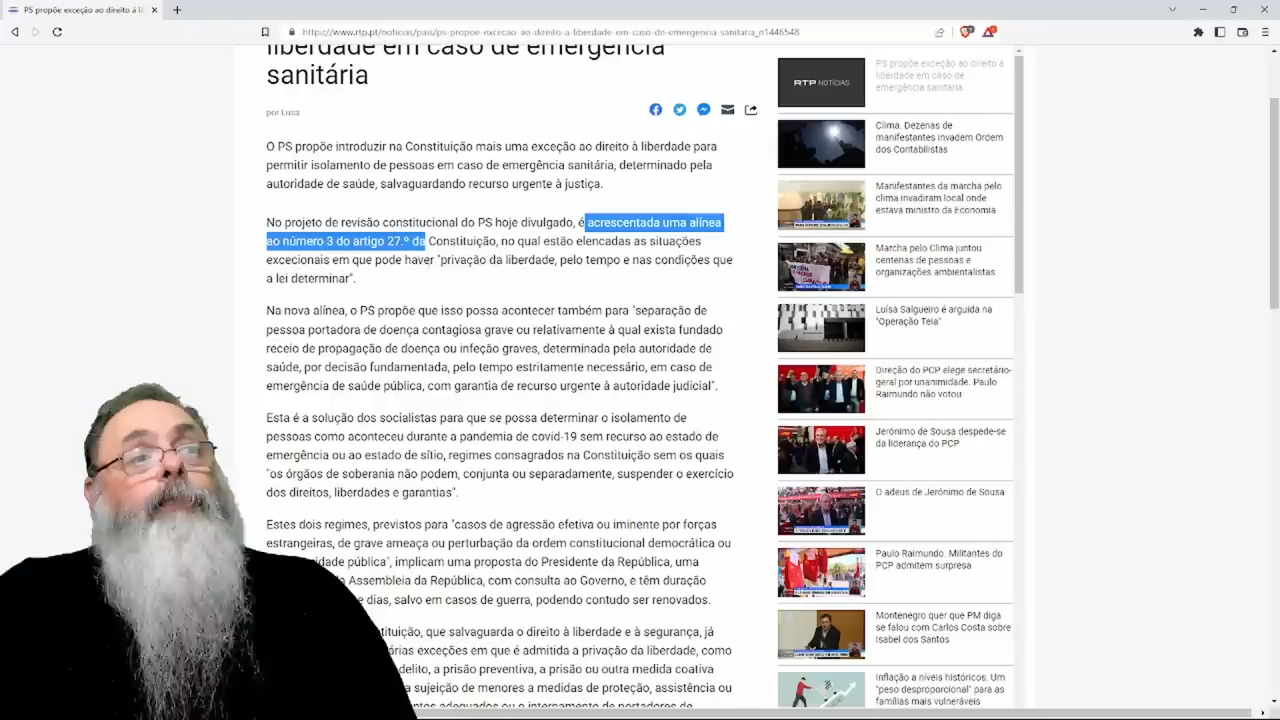 PS propõe exceção ao direito à li
https://www.rtp.pt/noticias/pais/ps-propoe-excecao-ao-direito-a-liberdade-em-caso-de-emergencia-sanitaria_n1446548
liberdade em caso de emergência
sanitária
por Lusa
O PS propõe introduzir na Constituição mais uma exceção ao direito à liberdade para
permitir isolamento de pessoas em caso de emergência sanitária, determinado pela
autoridade de saúde, salvaguardando recurso urgente à justiça.
No projeto de revisão constitucional do PS hoje divulgado, é acrescentada uma alínea
ao número 3 do artigo 27.º da Constituição, no qual estão elencadas as situações
excecionais em que pode haver "privação da liberdade, pelo tempo e nas condições que
a lei determinar".
Na nova alínea, o PS propõe que isso possa acontecer também para "separação de
pessoa portadora de doença contagiosa grave ou relativamente à qual exista fundado
receio de propagação de doença ou infeção graves, determinada pela autoridade de
saúde, por decisão fundamentada, pelo tempo estritamente necessário, em caso de
emergência de saúde pública, com garantia de recurso urgente à autoridade judicial".
Esta é a solução dos socialistas para que se possa determinar o isolamento de
pessoas como aconteceu durante a pandemia de covid-19 sem recurso ao estado de
emergência ou ao estado de sítio, regimes consagrados na Constituição sem os quais
"os órgãos de soberania não podem, conjunta ou separadamente, suspender o exercício
dos direitos, liberdades e garantias".
Estes dois regimes, previstos para "casos de agressão efetiva ou iminente por forças
estrangeiras, de grave ameaça ou perturbação da ordem constitucional democrática ou
idade pública", implicam uma proposta do Presidente da República, uma
da Assembleia da República, com consulta ao Governo, e têm duração
e dias, salvo em casos de guerra, podendo contudo ser renovados.
tituição, que salvaguarda o direito à liberdade e à segurança, já
árias exceções em que é admitida a privação da liberdade, como
delito, a prisão preventiva, a prisão ou outra medida coativa
a sujeição de menores a medidas de proteção, assistência ou
entos adequados ou o internamento de portadores de
RTP NOTÍCIAS
PS propõe exceção ao direito à
liberdade em caso de
emergência sanitária
Clima. Dezenas de
manifestantes invadem Ordem
dos Contabilistas
Manifestantes da marcha pelo
clima invadiram local onde
estava ministro da Economia
Marcha pelo Clima juntou
centenas de pessoas e
organizações ambientalistas
Luísa Salgueiro é arguida na
"Operação Teia"
Direção do PCP elege secretário-
geral por unanimidade. Paulo
Raimundo não votou
Jerónimo de Sousa despede-se
da liderança do PCP
O adeus de Jerónimo de Sousa
Paulo Raimundo. Militantes do
PCP admitem surpresa
Montenegro quer que PM diga
se falou com Carlos Costa sobre
Isabel dos Santos
Inflação a níveis históricos. Um
"peso desproporcional" para as
famílias mais vulneráveis